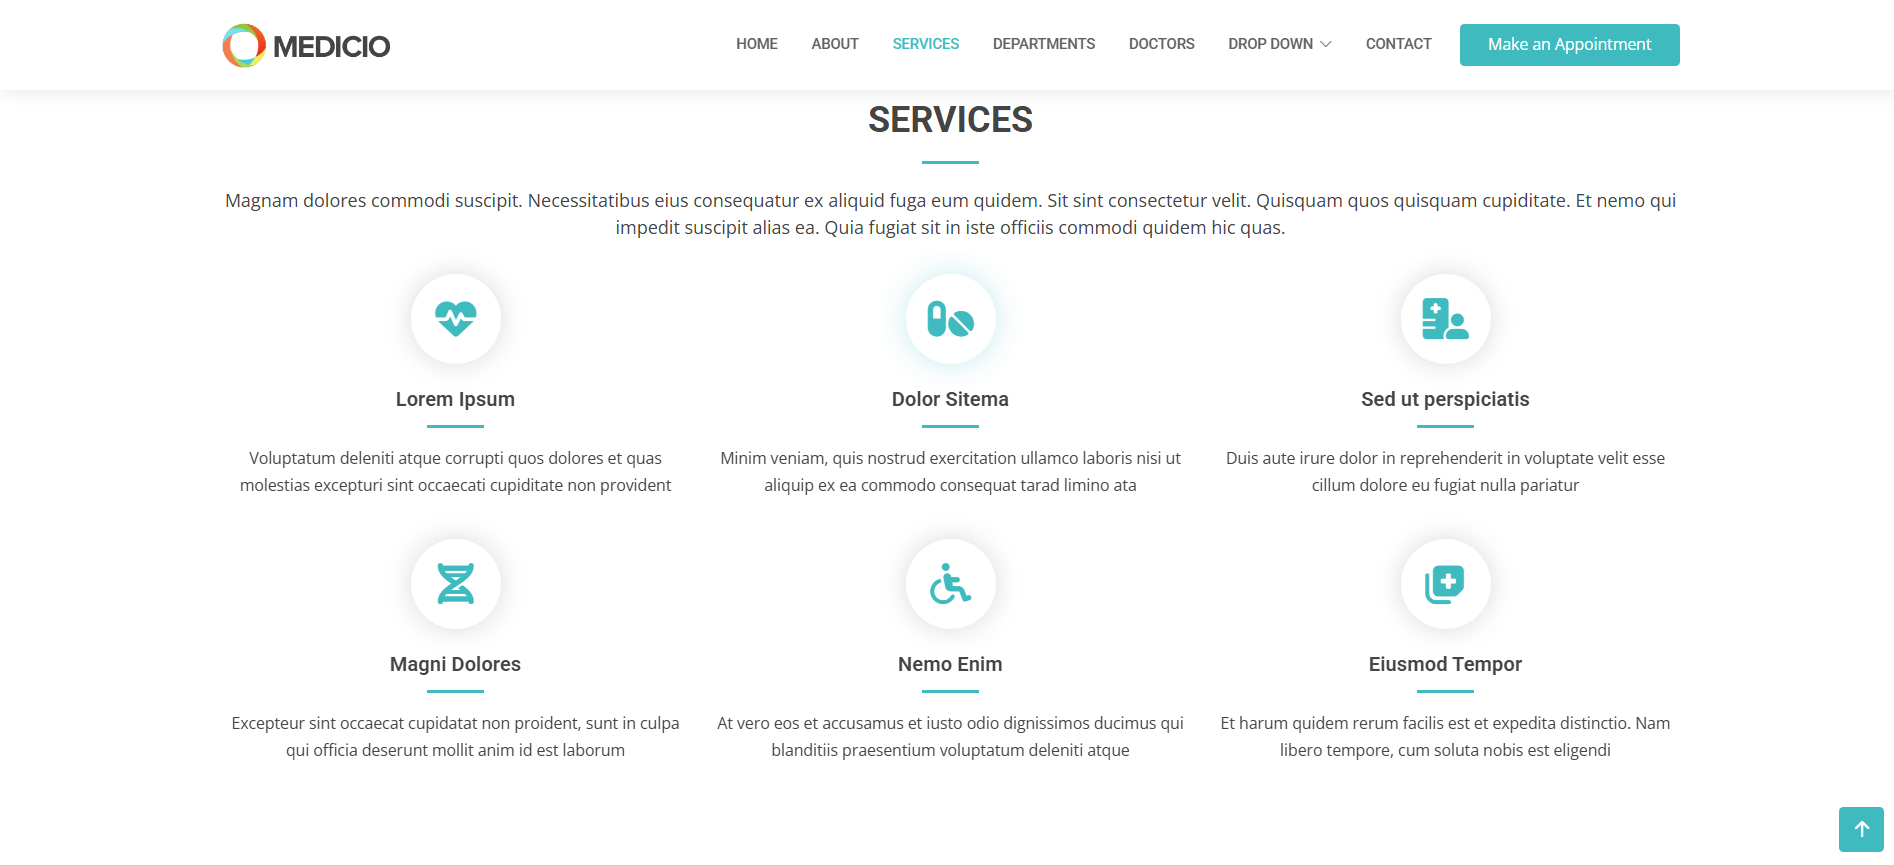 MEDICIO
HOME ABOUT SERVICES DEPARTMENTS DOCTORS DROP DOWN CONTACT Make an Appointment
SERVICES
Magnam dolores commodi suscipit. Necessitatibus eius consequatur ex aliquid fuga eum quidem. Sit sint consectetur velit. Quisquam quos quisquam cupiditate. Et nemo qui
impedit suscipit alias ea. Quia fugiat sit in iste officiis commodi quidem hic quas.
Lorem Ipsum
Voluptatum deleniti atque corrupti quos dolores et quas
molestias excepturi sint occaecati cupiditate non provident
Dolor Sitema
Minim veniam, quis nostrud exercitation ullamco laboris nisi ut
aliquip ex ea commodo consequat tarad limino ata
Sed ut perspiciatis
Duis aute irure dolor in reprehenderit in voluptate velit esse
cillum dolore eu fugiat nulla pariatur
Magni Dolores
Excepteur sint occaecat cupidatat non proident, sunt in culpa
qui officia deserunt mollit anim id est laborum
Nemo Enim
At vero eos et accusamus et iusto odio dignissimos ducimus qui
blanditiis praesentium voluptatum deleniti atque
Eiusmod Tempor
Et harum quidem rerum facilis est et expedita distinctio. Nam
libero tempore, cum soluta nobis est eligendi